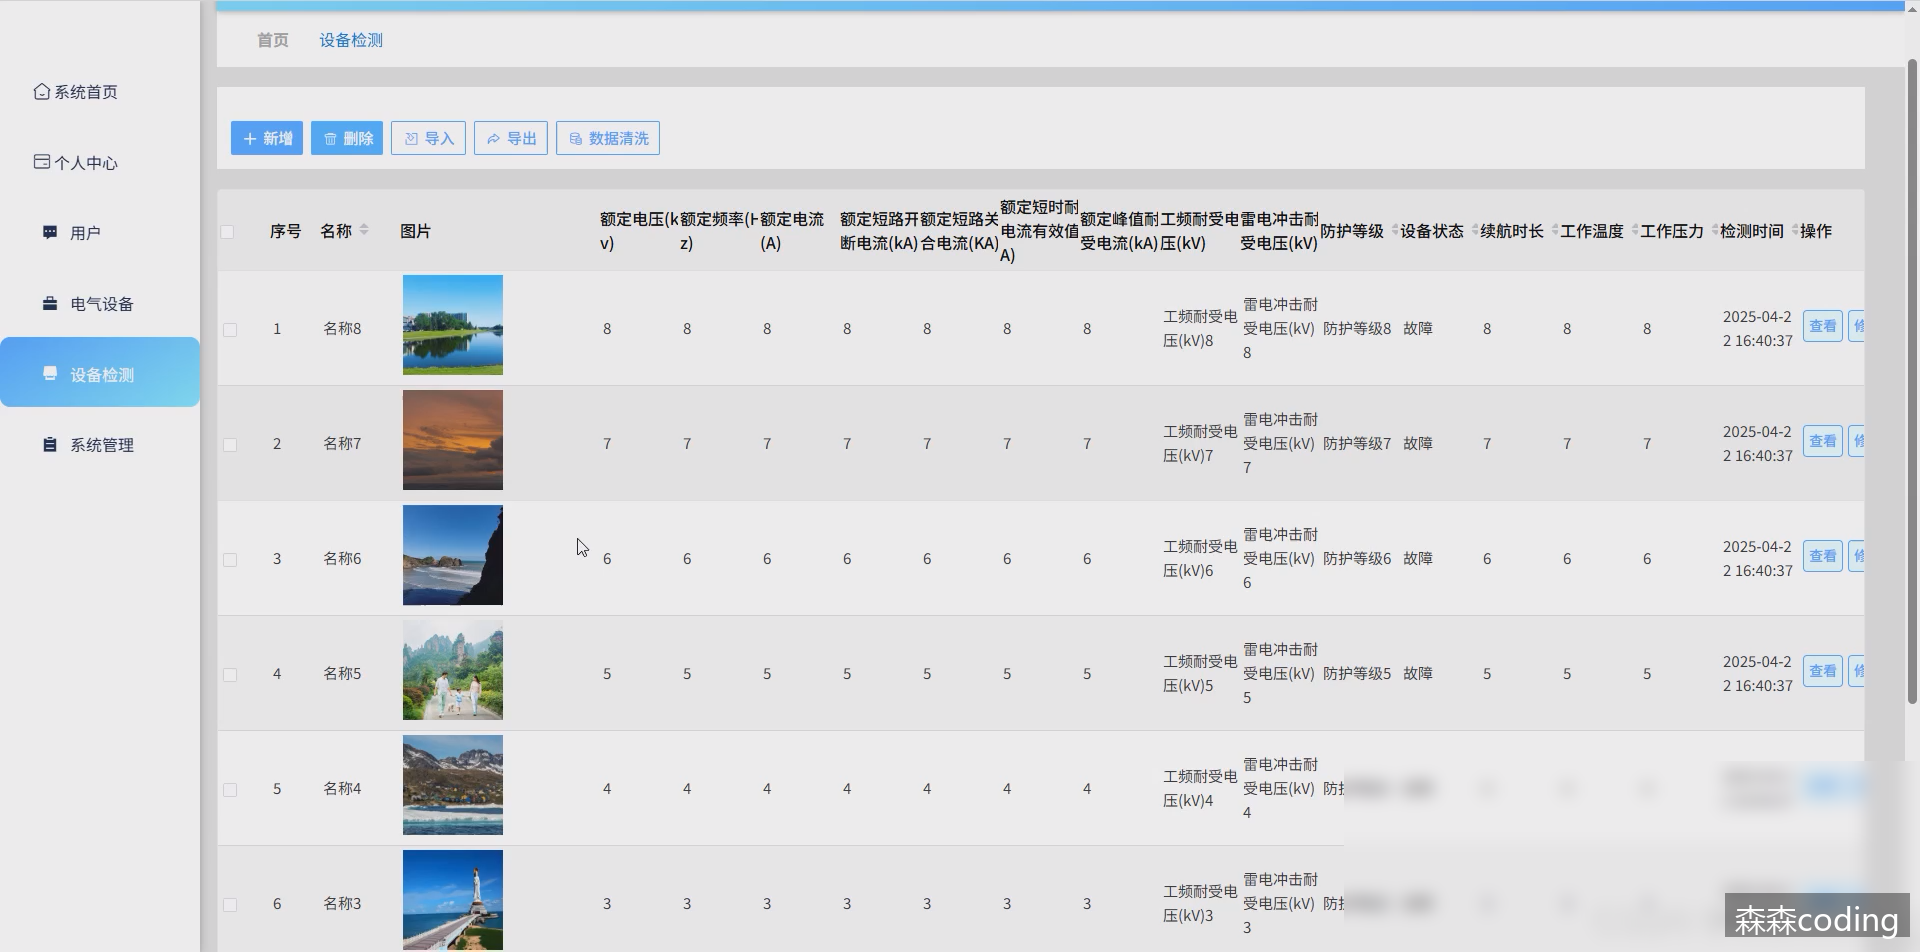 首页 设备检测
系统首页
个人中心
用户
电气设备
设备检测
系统管理
新增 删除 导入 导出 数据清洗
序号 名称 图片 额定电压(kv) 额定频率(Hz) 额定电流(A) 额定短路开断电流(kA) 额定短路关合电流(KA) 额定短时耐电流有效值A) 额定峰值耐受电流(kA) 工频耐受电压(kV) 雷电冲击耐受电压(kV) 防护等级 设备状态 续航时长 工作温度 工作压力 检测时间 操作
1 名称8 8 8 8 8 8 8 8 工频耐受电压(kV)8 雷电冲击耐受电压(kV)8 防护等级8 故障 8 8 8 2025-04-22 16:40:37 查看 修
2 名称7 7 7 7 7 7 7 7 工频耐受电压(kV)7 雷电冲击耐受电压(kV)7 防护等级7 故障 7 7 7 2025-04-22 16:40:37 查看 修
3 名称6 6 6 6 6 6 6 6 工频耐受电压(kV)6 雷电冲击耐受电压(kV)6 防护等级6 故障 6 6 6 2025-04-22 16:40:37 查看 修
4 名称5 5 5 5 5 5 5 5 工频耐受电压(kV)5 雷电冲击耐受电压(kV)5 防护等级5 故障 5 5 5 2025-04-22 16:40:37 查看 修
5 名称4 4 4 4 4 4 4 4 工频耐受电压(kV)4 雷电冲击耐受电压(kV)4 防
6 名称3 3 3 3 3 3 3 3 工频耐受电压(kV)3 雷电冲击耐受电压(kV)3 防
森森coding